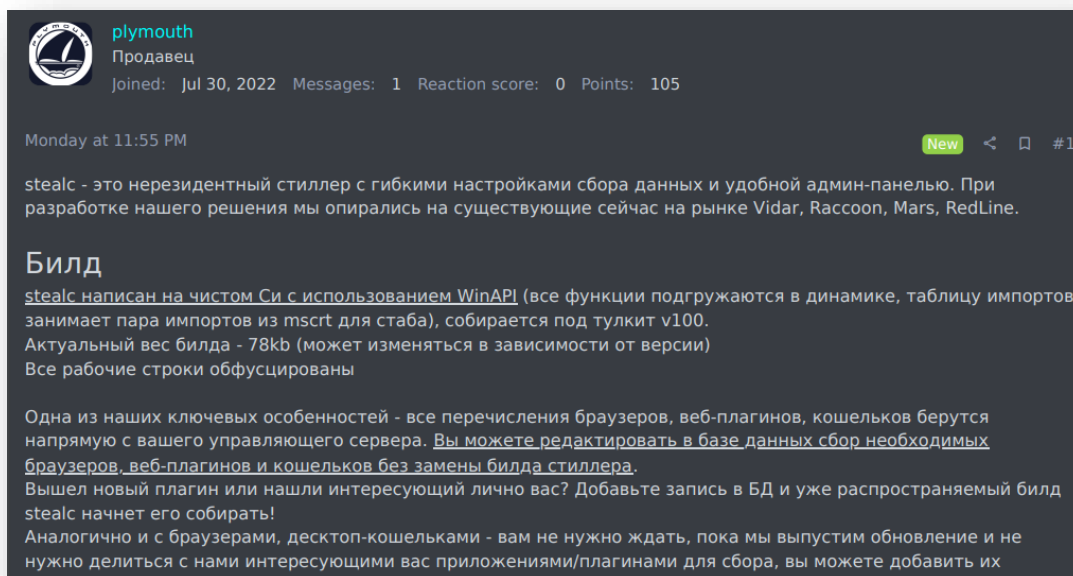 PLYMOUTH
plymouth
Продавец
Joined: Jul 30, 2022 Messages: 1 Reaction score: 0 Points: 105
Monday at 11:55 PM New #1
stealc - это нерезидентный стиллер с гибкими настройками сбора данных и удобной админ-панелью. При
разработке нашего решения мы опирались на существующие сейчас на рынке Vidar, Raccoon, Mars, RedLine.
Билд
stealc написан на чистом Си с использованием WinAPI (все функции подгружаются в динамике, таблицу импортов
занимает пара импортов из mscrt для стаба), собирается под тулкит v100.
Актуальный вес билда - 78kb (может изменяться в зависимости от версии)
Все рабочие строки обфусцированы
Одна из наших ключевых особенностей - все перечисления браузеров, веб-плагинов, кошельков берутся
напрямую с вашего управляющего сервера. Вы можете редактировать в базе данных сбор необходимых
браузеров, веб-плагинов и кошельков без замены билда стиллера.
Вышел новый плагин или нашли интересующий лично вас? Добавьте запись в БД и уже распространяемый билд
stealc начнет его собирать!
Аналогично и с браузерами, десктоп-кошельками - вам не нужно ждать, пока мы выпустим обновление и не
нужно делиться с нами интересующими вас приложениями/плагинами для сбора, вы можете добавить их